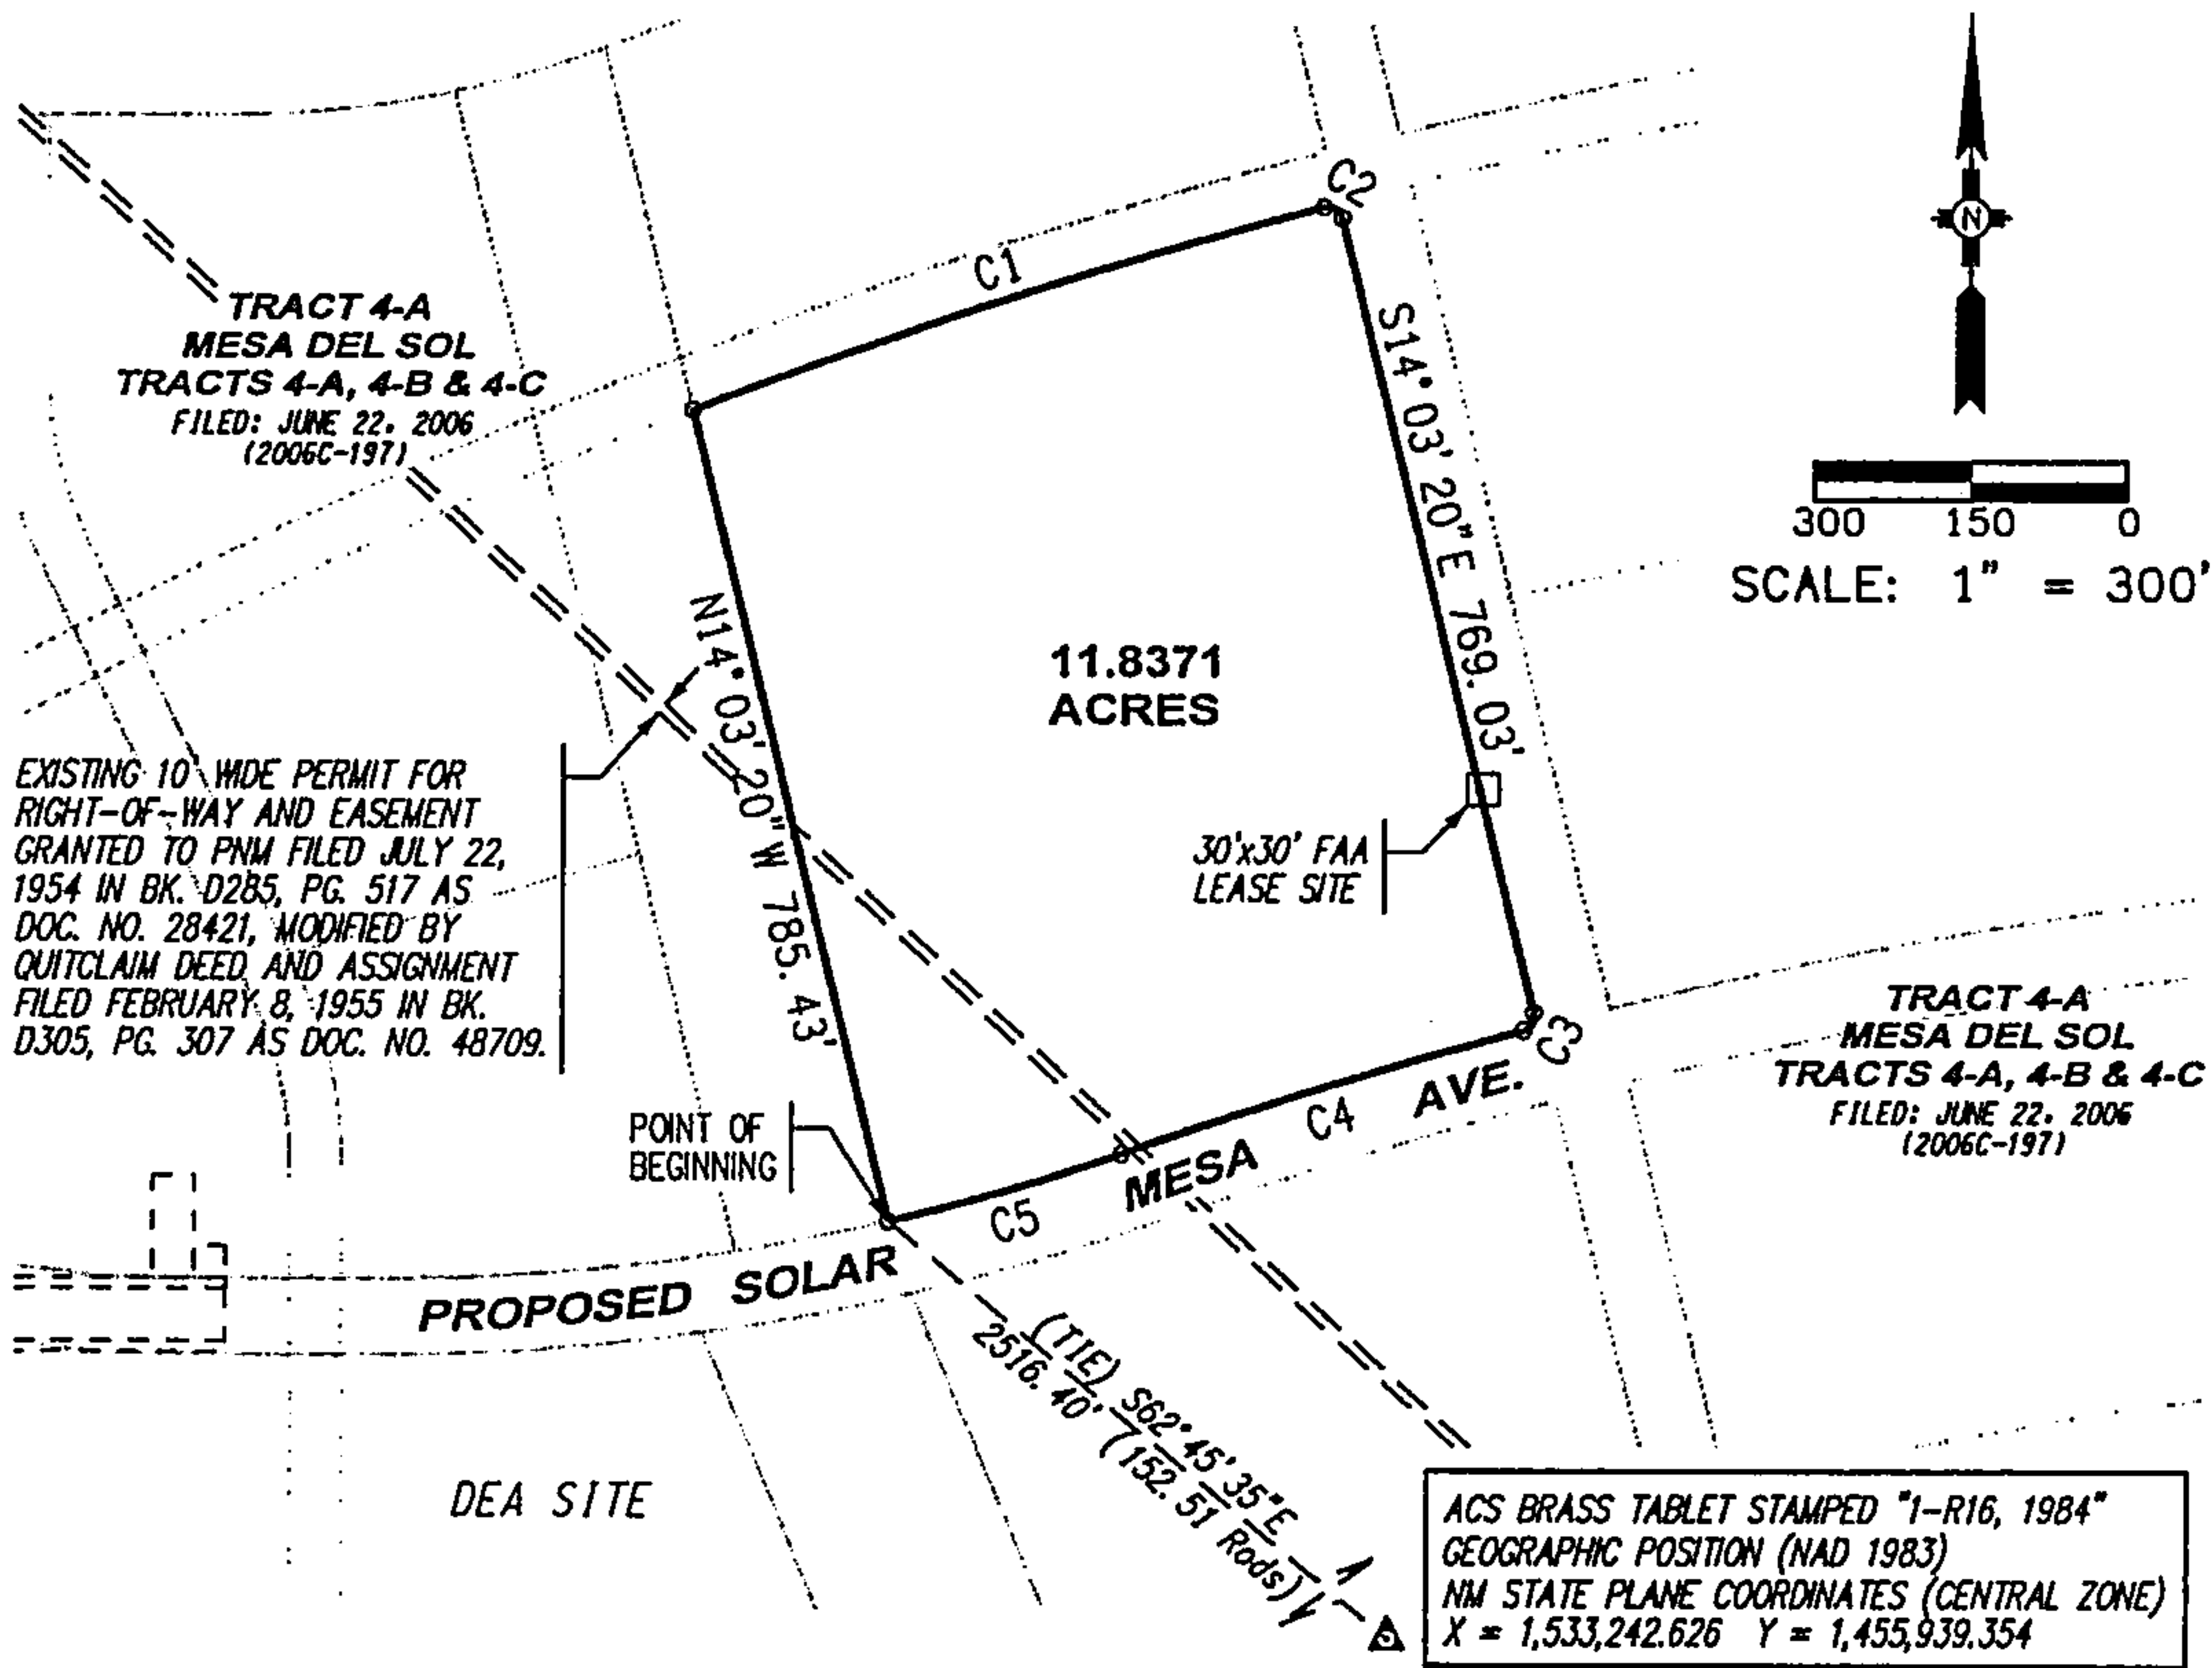 C2
C1
N
TRACT 4-A
MESA DEL SOL
TRACTS 4-A, 4-B & 4-C
FILED: JUNE 22. 2006
(2006C-197)
S14° 03' 20" E 769. 03'
300 150 0
SCALE: 1" = 300'
N14° 03' 20" W 785. 43'
11.8371
ACRES
EXISTING 10' WIDE PERMIT FOR
RIGHT-OF-WAY AND EASEMENT
GRANTED TO PNM FILED JULY 22,
1954 IN BK. D285, PG. 517 AS
DOC. NO. 28421, MODIFIED BY
QUITCLAIM DEED AND ASSIGNMENT
FILED FEBRUARY 8, 1955 IN BK.
D305, PG. 307 AS DOC. NO. 48709.
30'x30' FAA
LEASE SITE
TRACT 4-A
MESA DEL SOL
TRACTS 4-A, 4-B & 4-C
FILED: JUNE 22. 2006
(2006C-197)
C3
C4
C5
POINT OF
BEGINNING
PROPOSED SOLAR MESA AVE.
(TIE) S62°45'35"E
2516. 40' (152. 51 Rods)
DEA SITE
ACS BRASS TABLET STAMPED "1-R16, 1984"
GEOGRAPHIC POSITION (NAD 1983)
NM STATE PLANE COORDINATES (CENTRAL ZONE)
X = 1,533,242.626 Y = 1,455,939.354